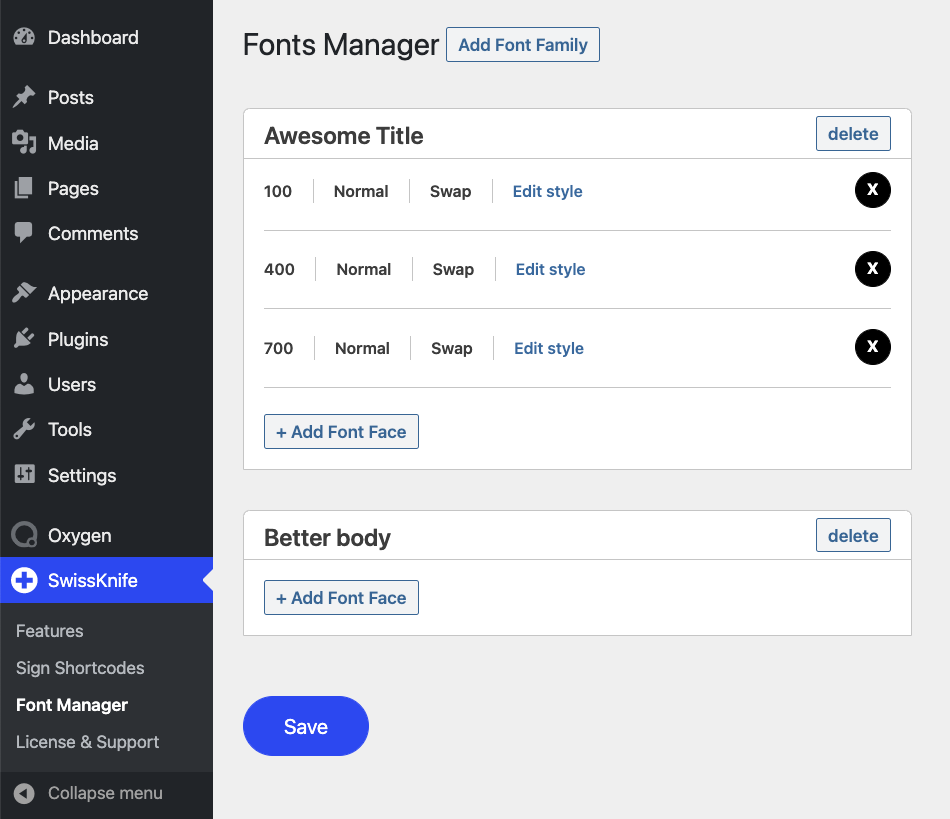 Dashboard
Posts
Media
Pages
Comments
Appearance
Plugins
Users
Tools
Settings
Oxygen
SwissKnife
Features
Sign Shortcodes
Font Manager
License & Support
Collapse menu
Fonts Manager Add Font Family
Awesome Title delete
100 Normal Swap Edit style X
400 Normal Swap Edit style X
700 Normal Swap Edit style X
+ Add Font Face
Better body delete
+ Add Font Face
Save